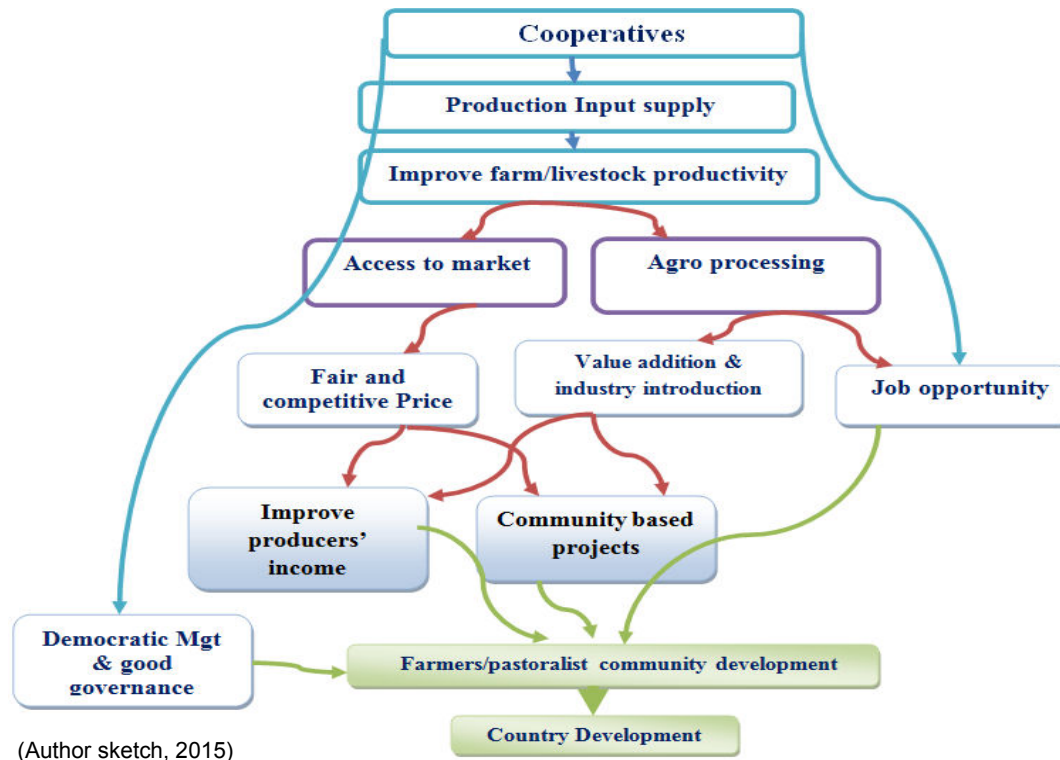 Cooperatives
Production Input supply
Improve farm/livestock productivity
Access to market
Agro processing
Value addition &
industry introduction
Fair and
competitive Price
Job opportunity
Improve
producers'
income
Community based
projects
Democratic Mgt
& good
governance
Farmers/pastoralist community development
Country Development
(Author sketch, 2015)